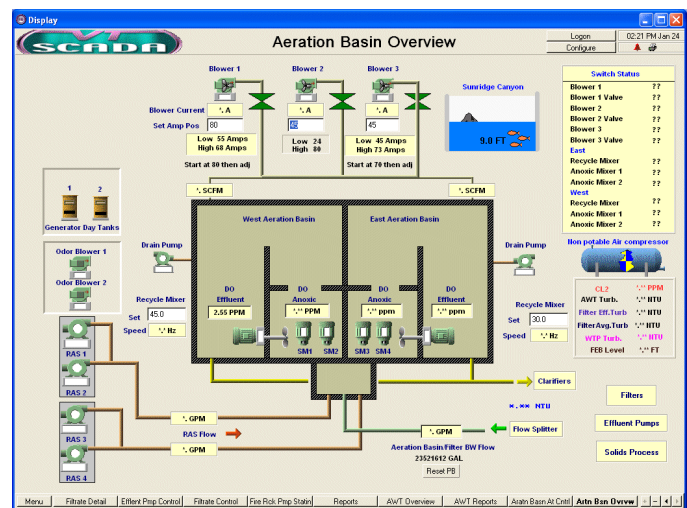 Display
VT
SCADA
Aeration Basin Overview
Logon
02:21 PM Jan 24
Configure
Blower 1
Blower 2
Blower 3
Blower Current
*. A
*. A
*. A
Set Amp Pos
80
45
45
Low 55 Amps
High 68 Amps
Low 24
High 80
Low 45 Amps
High 73 Amps
Start at 80 then adj
Start at 70 then adj
Sunridge Canyon
9.0 FT
Switch Status
Blower 1 ??
Blower 1 Valve ??
Blower 2 ??
Blower 2 Valve ??
Blower 3 ??
Blower 3 Valve ??
East
Recycle Mixer ??
Anoxic Mixer 1 ??
Anoxic Mixer 2 ??
West
Recycle Mixer ??
Anoxic Mixer 1 ??
Anoxic Mixer 2 ??
*. SCFM
*. SCFM
1 2
Generator Day Tanks
West Aeration Basin
East Aeration Basin
Drain Pump
Drain Pump
Non potable Air compressor
Odor Blower 1
Odor Blower 2
DO
Effluent
2.55 PPM
DO
Anoxic
*.** PPM
DO
Anoxic
*.** ppm
DO
Effluent
*.** ppm
SM1 SM2
SM3 SM4
Recycle Mixer
Set 45.0
Speed *.* Hz
Recycle Mixer
Set 30.0
Speed *.* Hz
CL2 *.** PPM
AWT Turb. *.** NTU
Filter Eff.Turb *.** NTU
FilterAvg.Turb *.** NTU
WTP Turb. *.** NTU
FEB Level *.** FT
RAS 1
RAS 2
RAS 3
RAS 4
Clarifiers
*.** NTU
Flow Splitter
*. GPM
RAS Flow
*. GPM
*. GPM
Aeration Basin/Filter BW Flow
23521612 GAL
Reset PB
Filters
Effluent Pumps
Solids Process
Menu
Filtrate Detail
Efflent Pmp Control
Filtrate Control
Fire Rck Pmp Statin
Reports
AWT Overview
AWT Reports
Aratn Basn At Cntrl
Artn Bsn Ovrvw